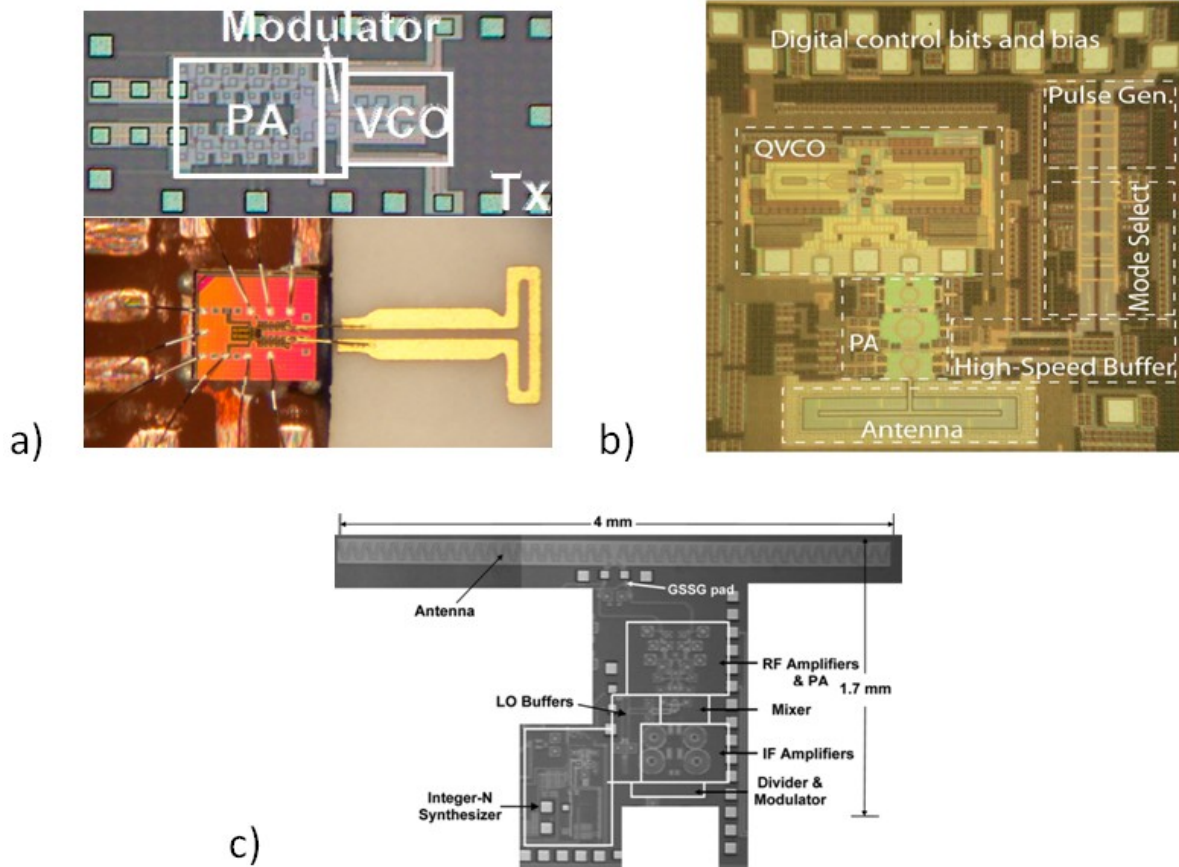 Modulator
PA
VCO
Tx
a)
Digital control bits and bias
Pulse Gen.
QVCO
Mode Select
PA
High-Speed Buffer
Antenna
b)
4 mm
Antenna
GSSG pad
RF Amplifiers
& PA
1.7 mm
LO Buffers
Mixer
IF Amplifiers
Integer-N
Synthesizer
Divider &
Modulator
c)